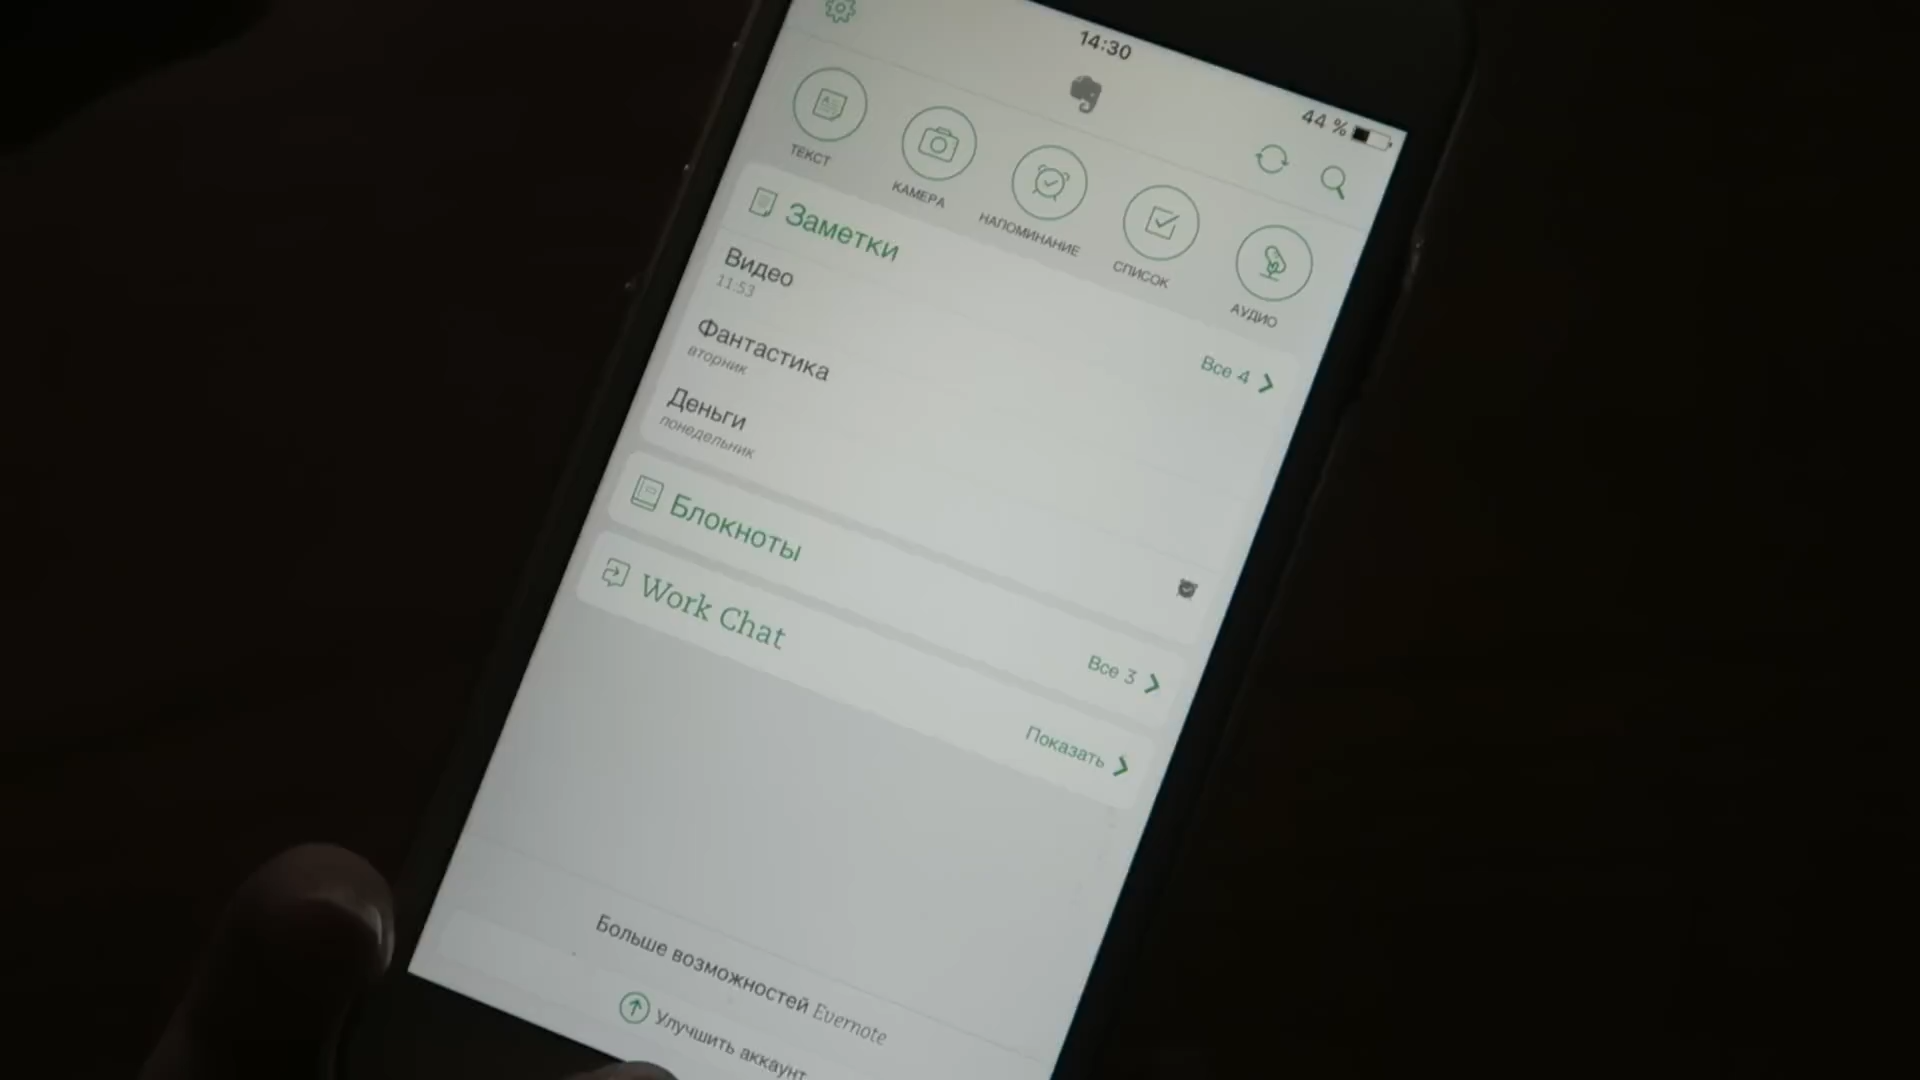 14:30
44 %
ТЕКСТ
КАМЕРА
НАПОМИНАНИЕ
СПИСОК
АУДИО
Заметки
Все 4
Видео
11:53
Фантастика
вторник
Деньги
понедельник
Блокноты
Все 3
Work Chat
Показать
Больше возможностей Evernote
Улучшить аккаунт